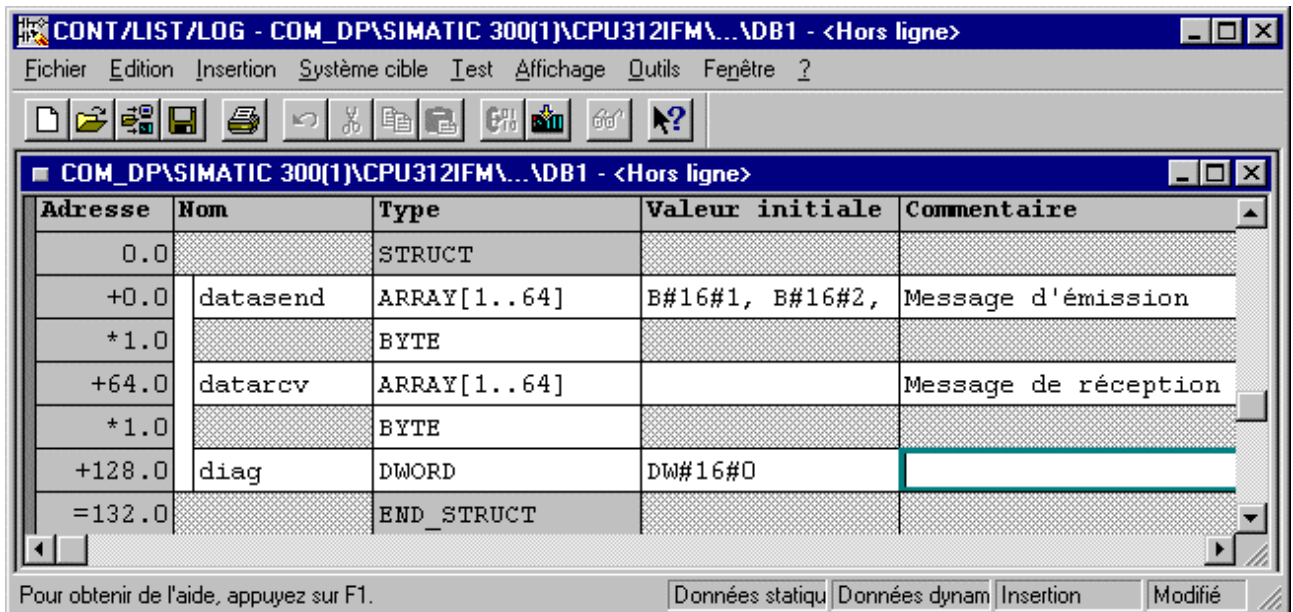 CONT/LIST/LOG - COM_DP\SIMATIC 300(1)\CPU312IFM\...\DB1 - <Hors ligne>
Fichier Edition Insertion Système cible Test Affichage Outils Fenêtre ?
COM_DP\SIMATIC 300(1)\CPU312IFM\...\DB1 - <Hors ligne>
Adresse Nom Type Valeur initiale Commentaire
0.0 STRUCT
+0.0 datasend ARRAY[1..64] B#16#1, B#16#2, Message d'émission
*1.0 BYTE
+64.0 datarcv ARRAY[1..64] Message de réception
*1.0 BYTE
+128.0 diag DWORD DW#16#0
=132.0 END_STRUCT
Pour obtenir de l'aide, appuyez sur F1. Données statiqu Données dynam Insertion Modifié